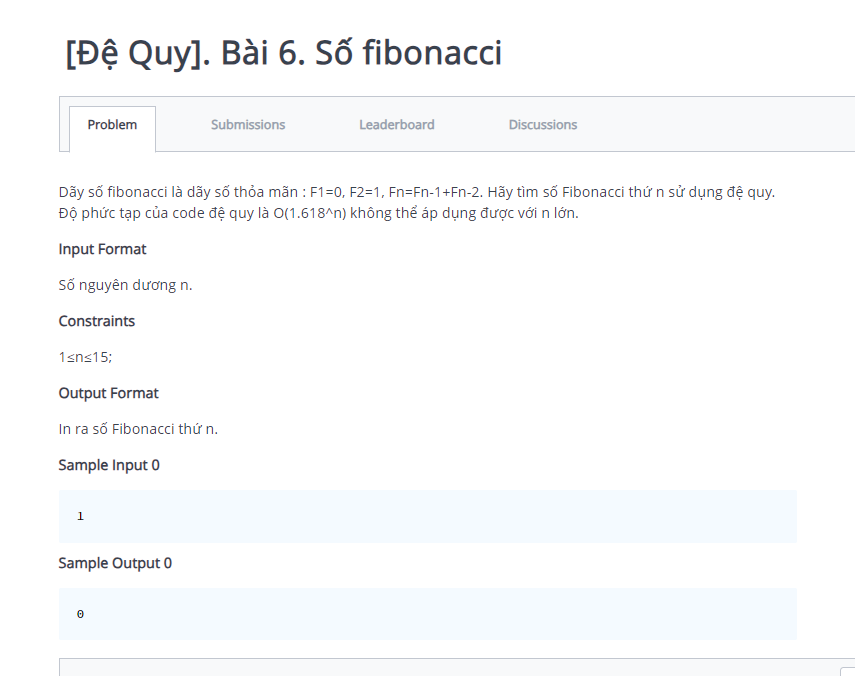 [Đệ Quy]. Bài 6. Số fibonacci
Problem
Submissions
Leaderboard
Discussions
Dãy số fibonacci là dãy số thỏa mãn : F1=0, F2=1, Fn=Fn-1+Fn-2. Hãy tìm số Fibonacci thứ n sử dụng đệ quy.
Độ phức tạp của code đệ quy là O(1.618^n) không thể áp dụng được với n lớn.
Input Format
Số nguyên dương n.
Constraints
1≤n≤15;
Output Format
In ra số Fibonacci thứ n.
Sample Input 0
1
Sample Output 0
0